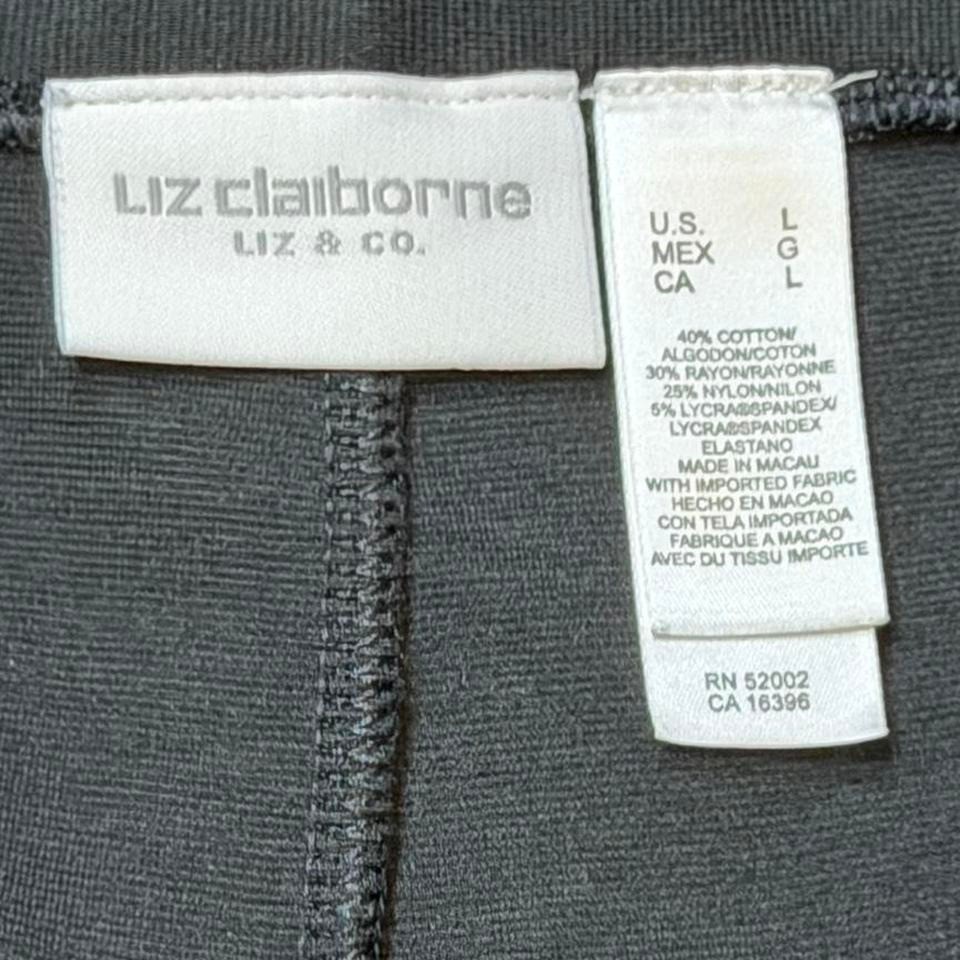 LIZ claiborne
LIZ & CO.
U.S. L
MEX G
CA L
40% COTTON/
ALGODON/COTON
30% RAYON/RAYONNE
25% NYLON/NILON
5% LYCRA®SPANDEX/
LYCRA®SPANDEX
ELASTANO
MADE IN MACAU
WITH IMPORTED FABRIC
HECHO EN MACAO
CON TELA IMPORTADA
FABRIQUE A MACAO
AVEC DU TISSU IMPORTE
RN 52002
CA 16396